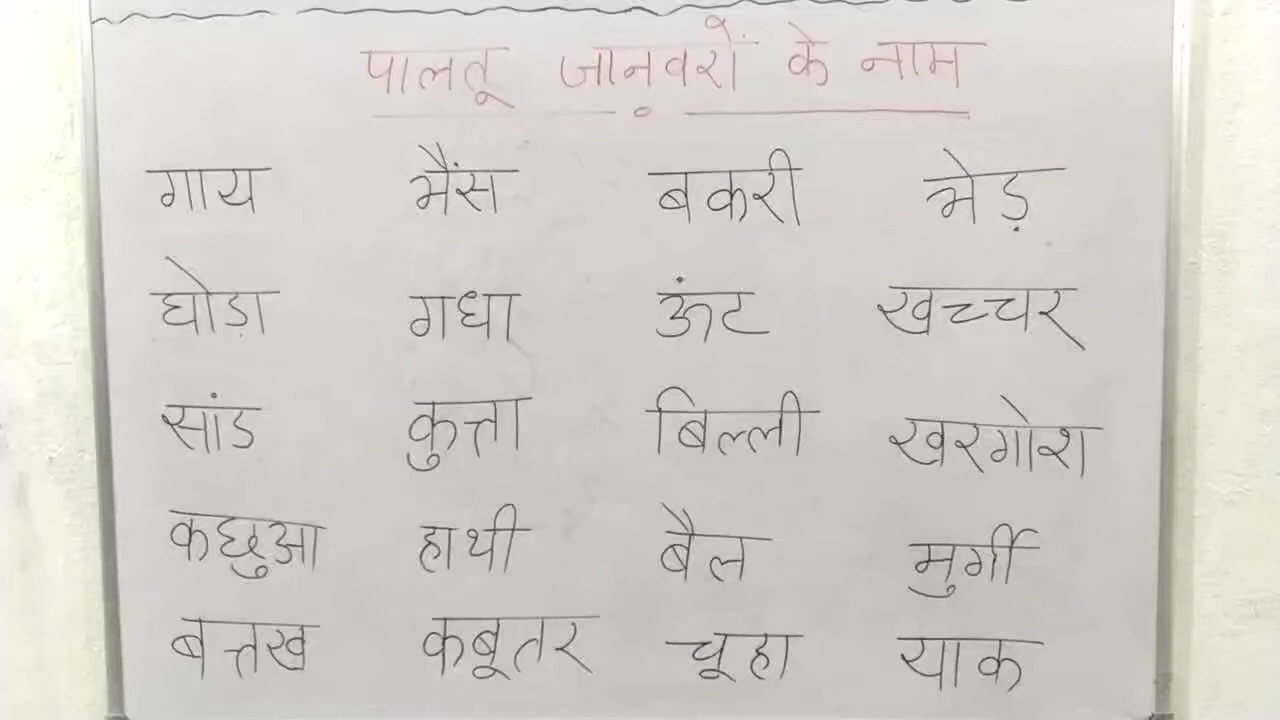 पालतू जानवरों के नाम
गाय भैंस बकरी भेड़
घोड़ा गधा ऊंट खच्चर
सांड कुत्ता बिल्ली खरगोश
कछुआ हाथी बैल मुर्गी
बत्तख कबूतर चूहा याक